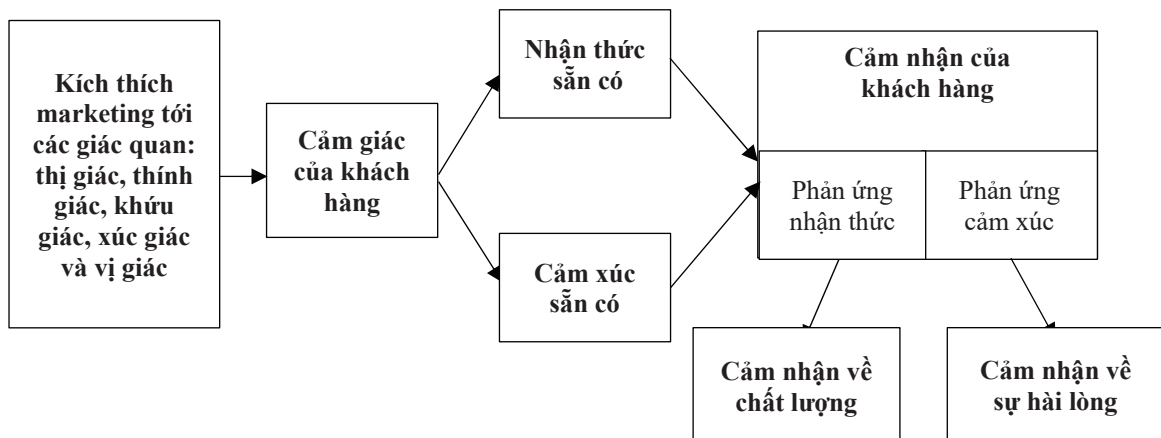 Kích thích
marketing tới
các giác quan:
thị giác, thính
giác, khứu
giác, xúc giác
và vị giác
Cảm giác
của khách
hàng
Nhận thức
sẵn có
Cảm xúc
sẵn có
Cảm nhận của
khách hàng
Phản ứng
nhận thức
Phản ứng
cảm xúc
Cảm nhận về
chất lượng
Cảm nhận về
sự hài lòng